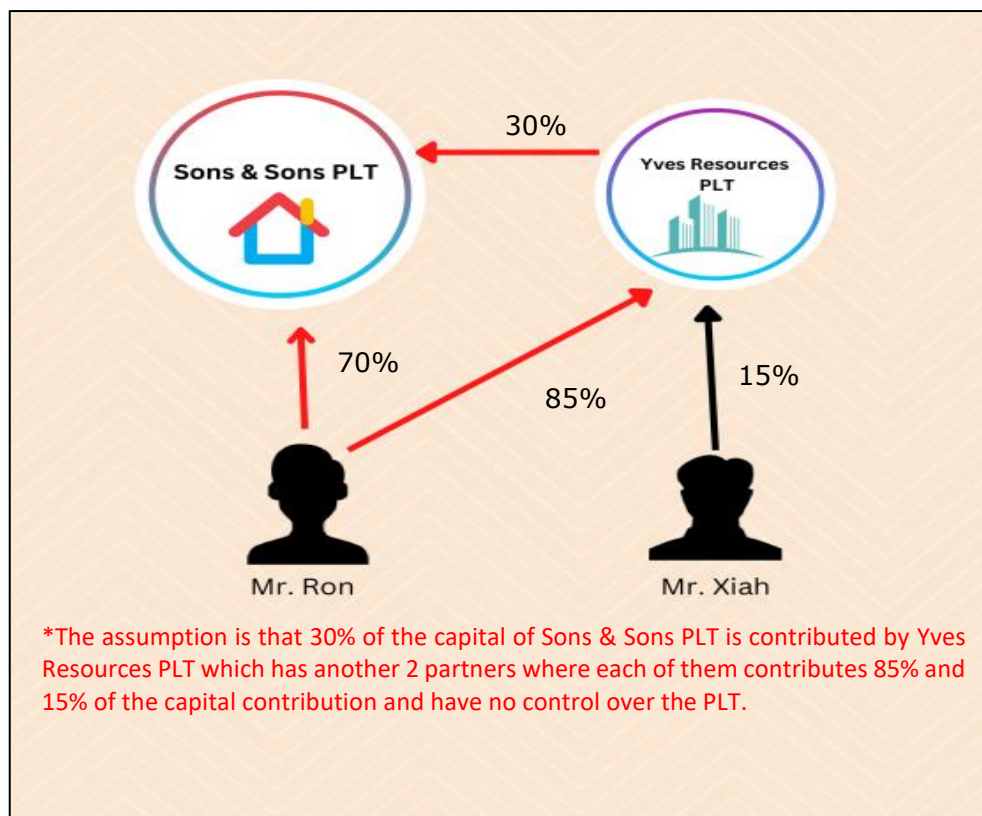 30%
Sons & Sons PLT
Yves Resources
PLT
70%
85%
15%
Mr. Ron
Mr. Xiah
*The assumption is that 30% of the capital of Sons & Sons PLT is contributed by Yves
Resources PLT which has another 2 partners where each of them contributes 85% and
15% of the capital contribution and have no control over the PLT.